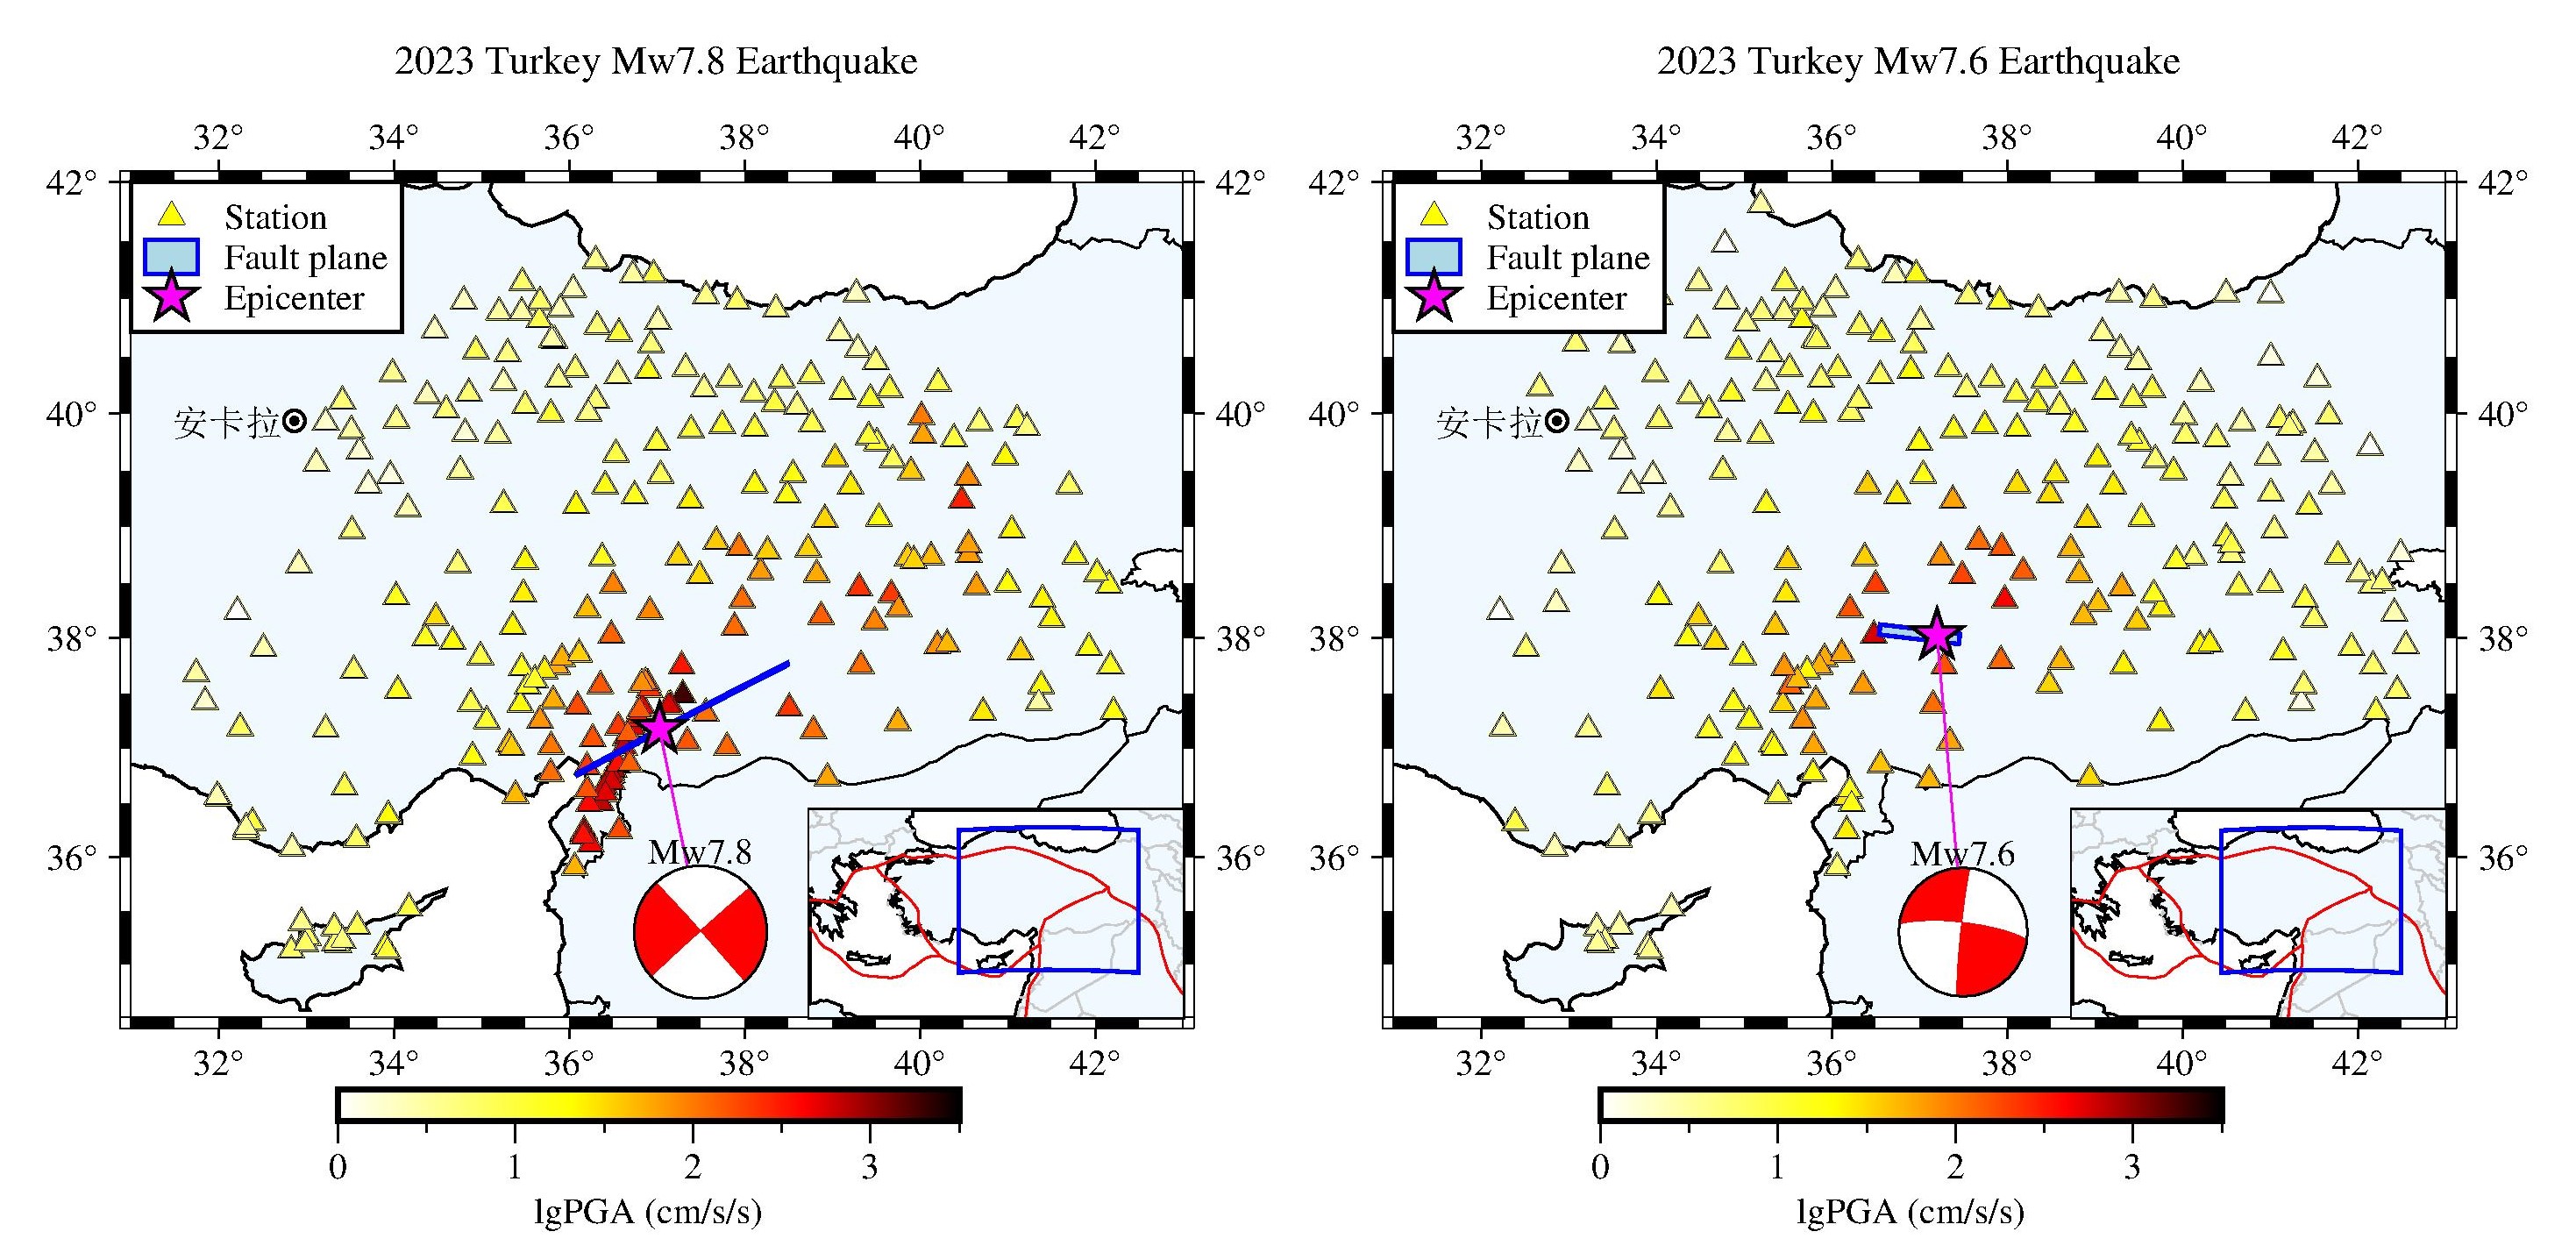 2023 Turkey Mw7.8 Earthquake
32° 34° 36° 38° 40° 42°
42° 42°
Station
Fault plane
Epicenter
40° 40°
安卡拉
38° 38°
36° 36°
Mw7.8
32° 34° 36° 38° 40° 42°
0 1 2 3
lgPGA (cm/s/s)
2023 Turkey Mw7.6 Earthquake
32° 34° 36° 38° 40° 42°
42° 42°
Station
Fault plane
Epicenter
40° 40°
安卡拉
38° 38°
36° 36°
Mw7.6
32° 34° 36° 38° 40° 42°
0 1 2 3
lgPGA (cm/s/s)